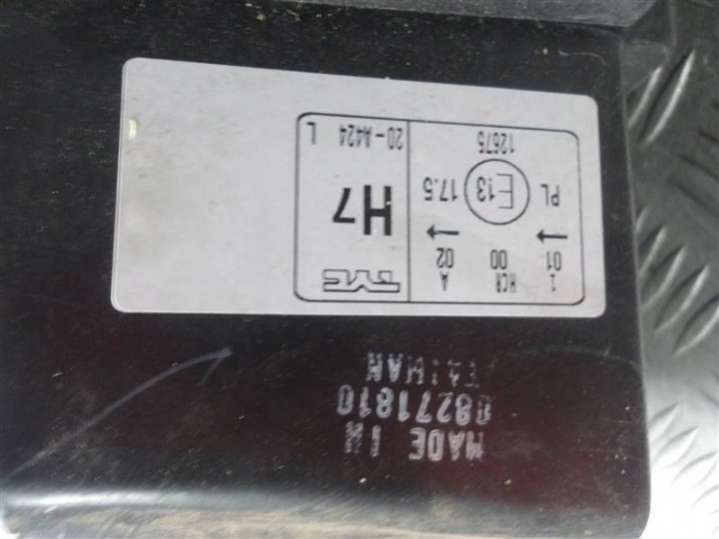 MADE IN
08271810
TAIWAN
1 HCR A
01 00 02
← ←
PL E13 17.5
12675
TYC
H7
20-A424 L